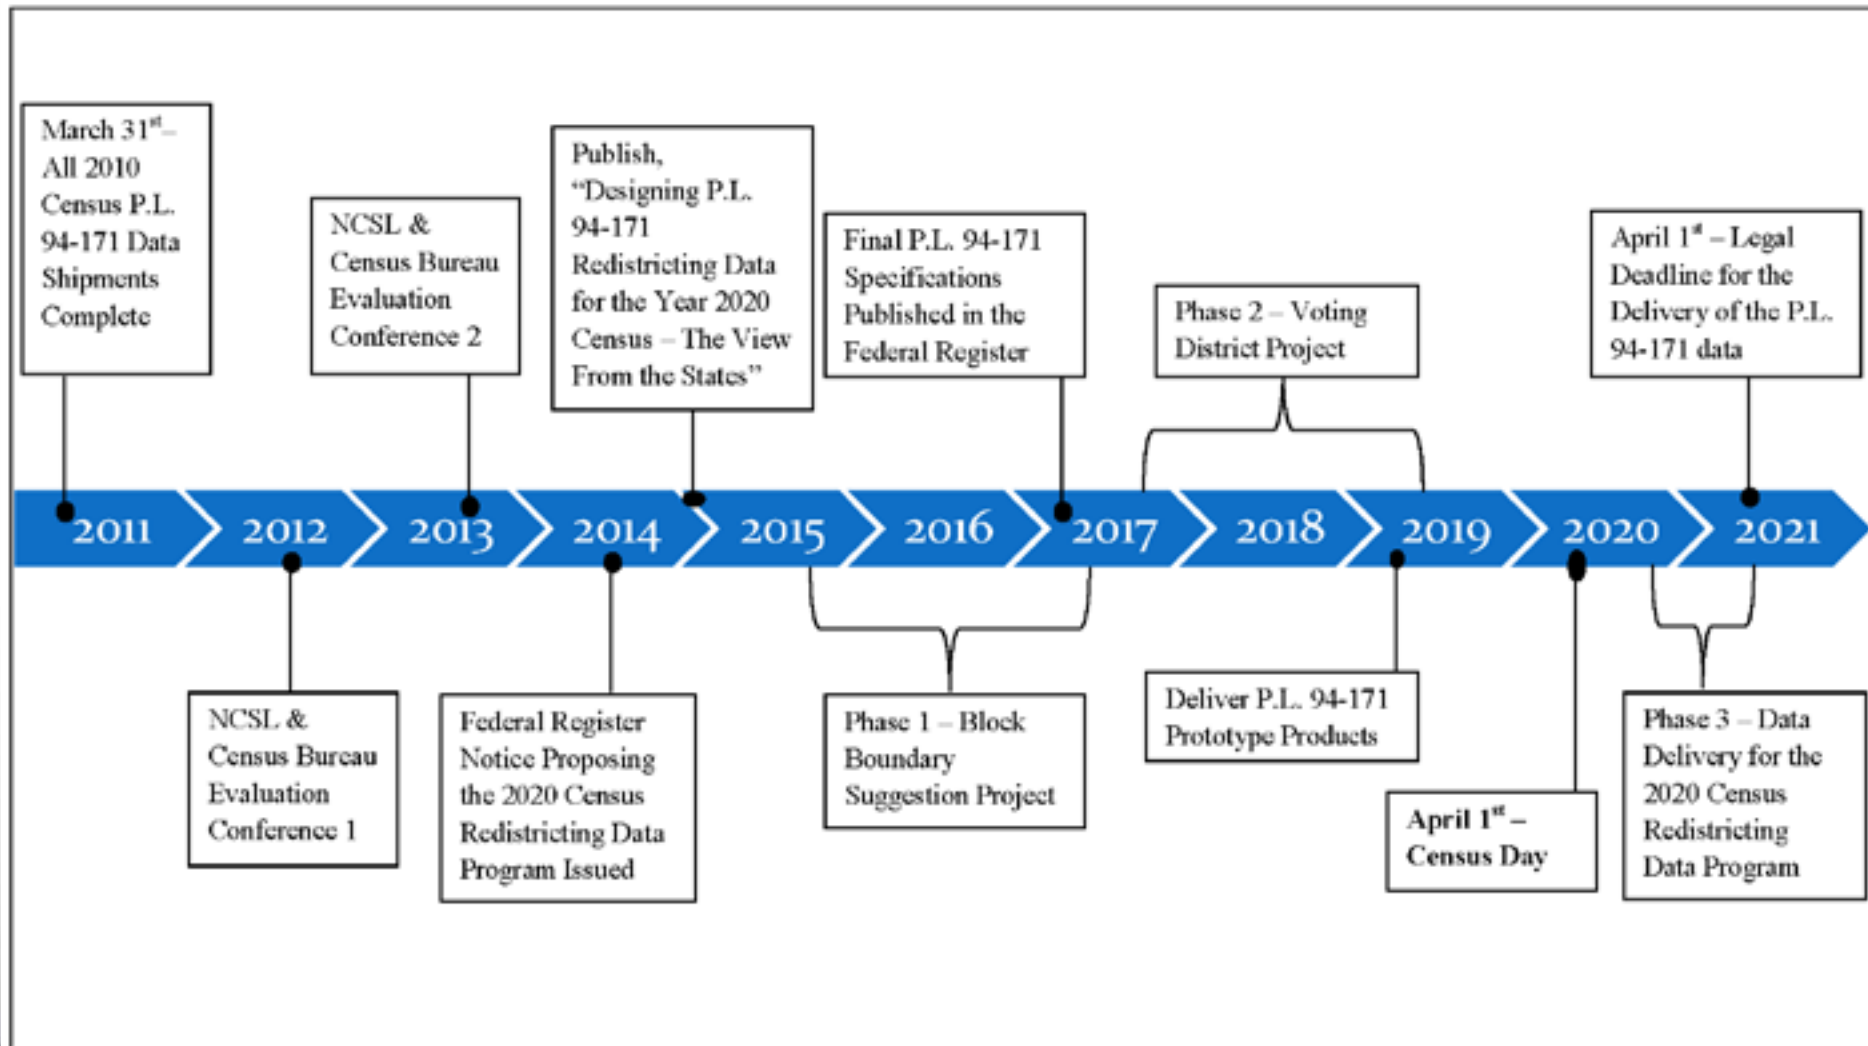 March 31st–
All 2010
Census P.L.
94-171 Data
Shipments
Complete
NCSL &
Census Bureau
Evaluation
Conference 2
Publish,
“Designing P.L.
94-171
Redistricting Data
for the Year 2020
Census – The View
From the States”
Final P.L. 94-171
Specifications
Published in the
Federal Register
Phase 2 – Voting
District Project
April 1st – Legal
Deadline for the
Delivery of the P.L.
94-171 data
2011 2012 2013 2014 2015 2016 2017 2018 2019 2020 2021
NCSL &
Census Bureau
Evaluation
Conference 1
Federal Register
Notice Proposing
the 2020 Census
Redistricting Data
Program Issued
Phase 1 – Block
Boundary
Suggestion Project
Deliver P.L. 94-171
Prototype Products
April 1st –
Census Day
Phase 3 – Data
Delivery for the
2020 Census
Redistricting
Data Program